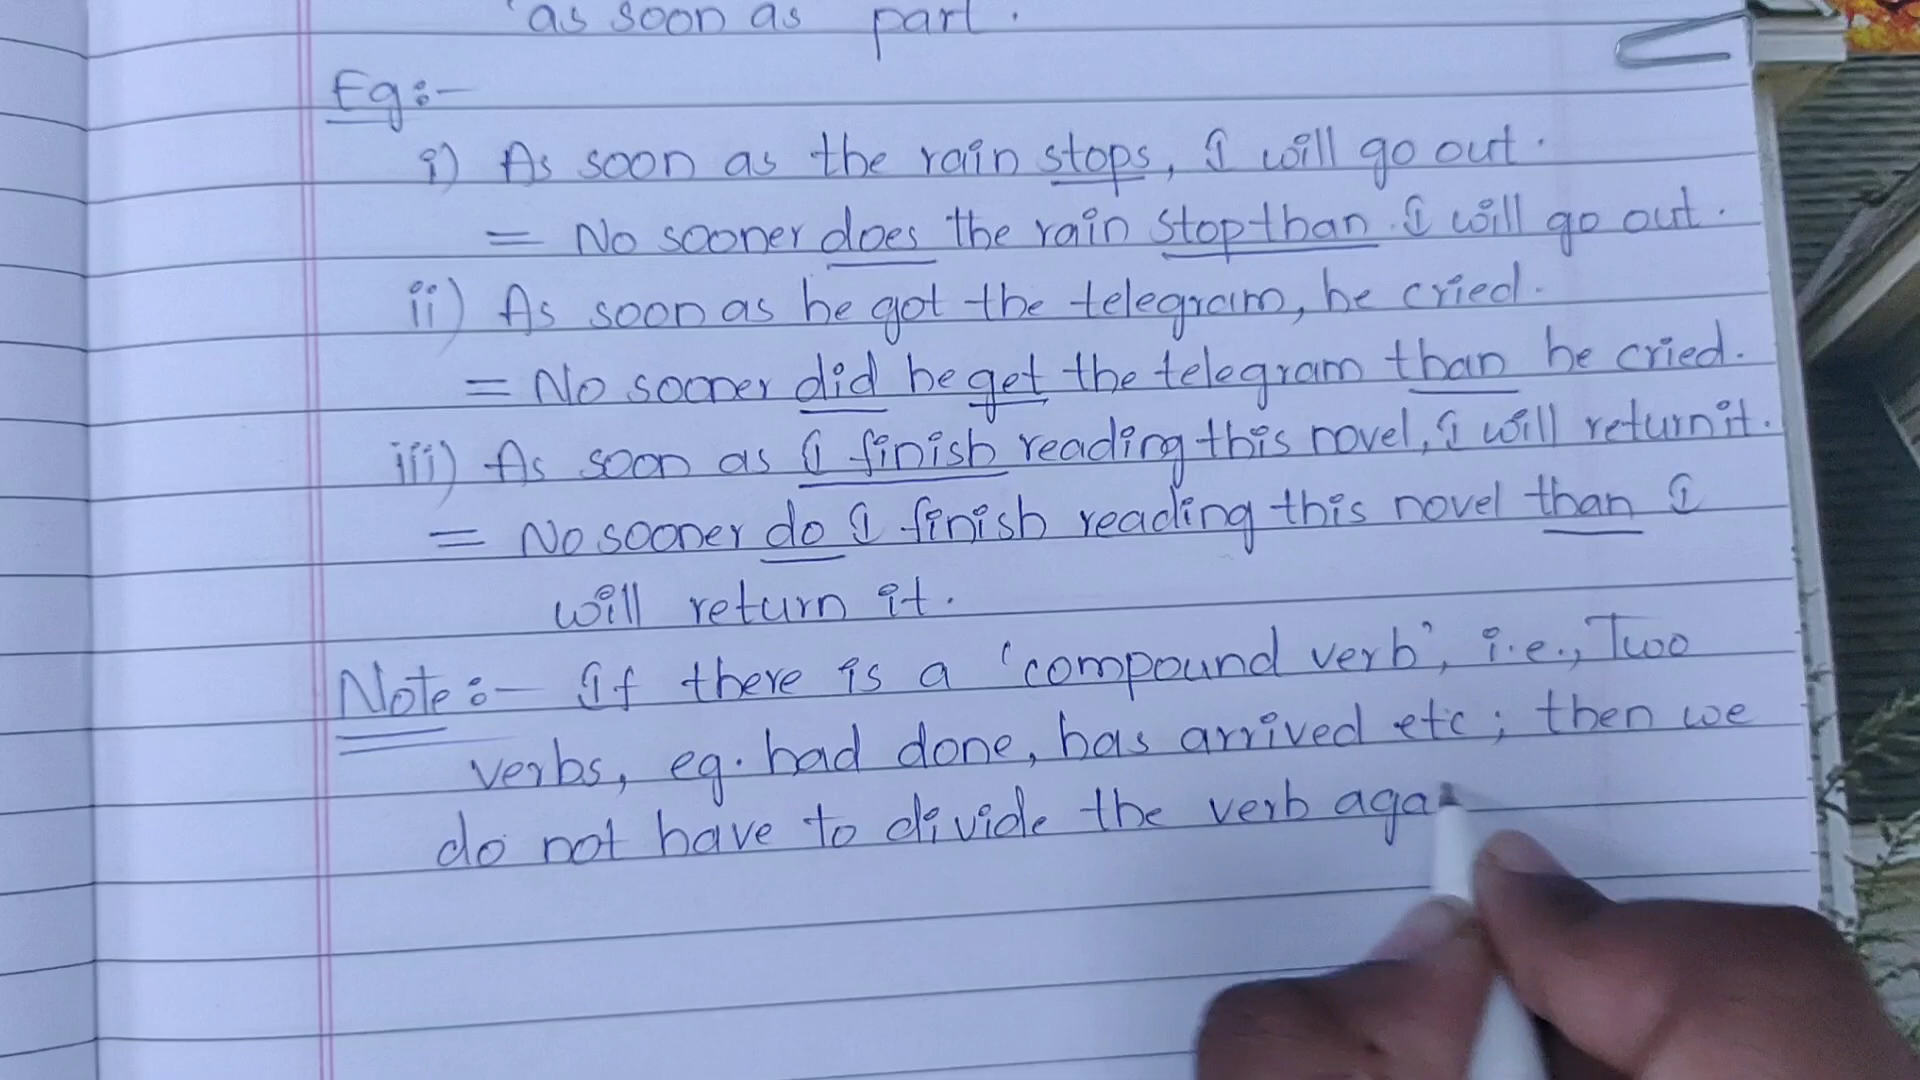 'as soon as part.
Eg:-
i) As soon as the rain stops, I will go out.
= No sooner does the rain stop than I will go out.
ii) As soon as he got the telegram, he cried.
= No sooner did he get the telegram than he cried.
iii) As soon as I finish reading this novel, I will return it.
= No sooner do I finish reading this novel than I
will return it.
Note:- If there is a 'compound verb', i.e., Two
verbs, eg. had done, has arrived etc; then we
do not have to divide the verb aga